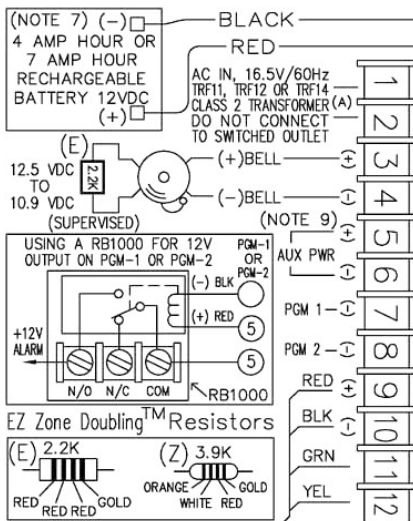 (NOTE 7) (-)
4 AMP HOUR OR
7 AMP HOUR
RECHARGEABLE
BATTERY 12VDC
(+)
BLACK
RED
AC IN, 16.5V/60Hz
TRF11, TRF12 OR TRF14
CLASS 2 TRANSFORMER (A)
DO NOT CONNECT
TO SWITCHED OUTLET
1
2
(E)
2.2K
12.5 VDC
TO
10.9 VDC
(SUPERVISED)
(+)BELL (+) 3
(-)BELL (-) 4
(NOTE 9)
(+) 5
AUX PWR
(-) 6
USING A RB1000 FOR 12V
OUTPUT ON PGM-1 OR PGM-2
PGM-1
OR
PGM-2
(-) BLK
(+) RED 5
+12V
ALARM
5
N/O N/C COM
RB1000
PGM 1 (-) 7
PGM 2 (-) 8
RED (+) 9
BLK (-) 10
GRN 11
YEL 12
EZ Zone Doubling™ Resistors
(E) 2.2K
RED RED RED GOLD
(Z) 3.9K
ORANGE WHITE RED GOLD